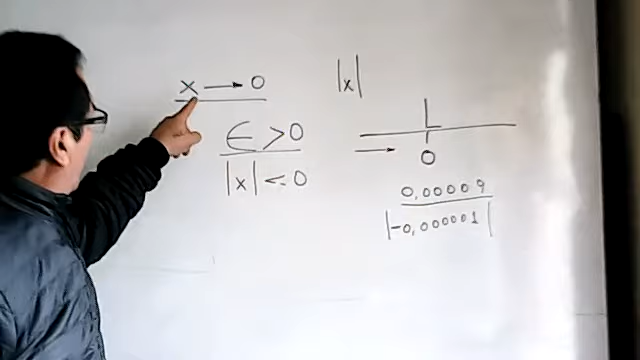 x → 0
|x|
∈ > 0
|x| < 0
L
→ 0
0,00009
|-0,000001|